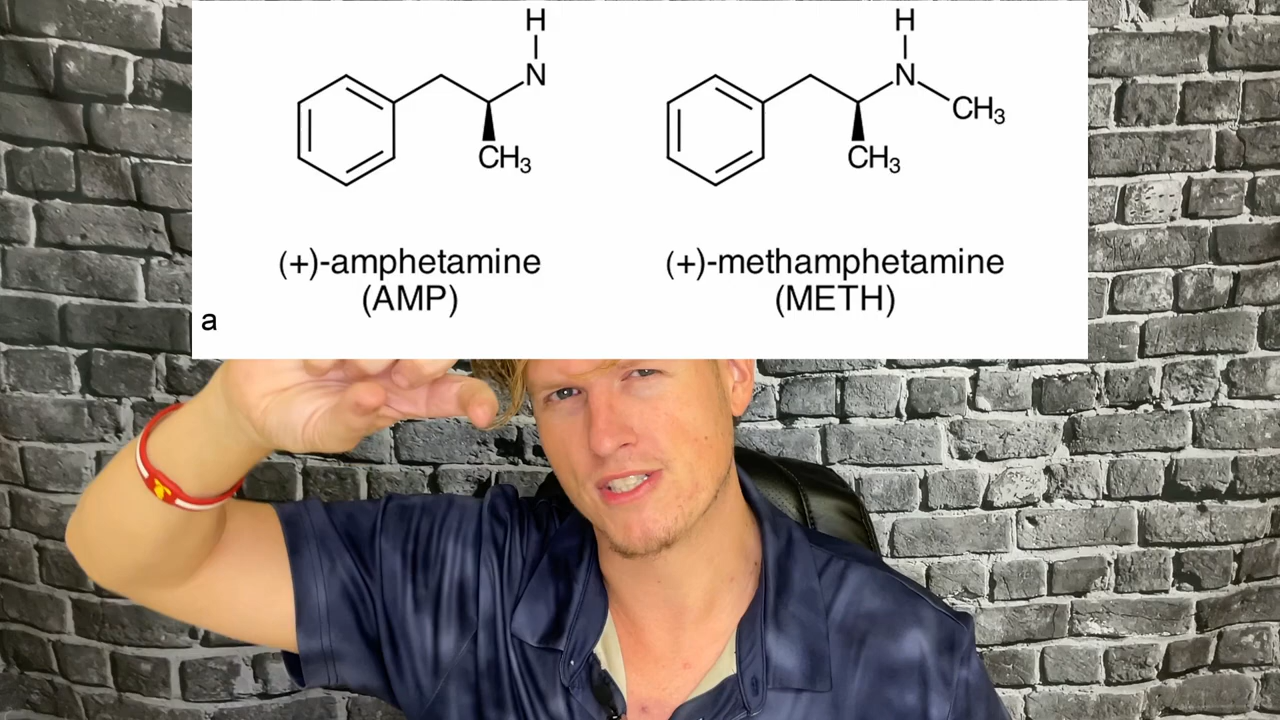 H
N
CH3
(+)-amphetamine
(AMP)
H
N
CH3
CH3
(+)-methamphetamine
(METH)
a